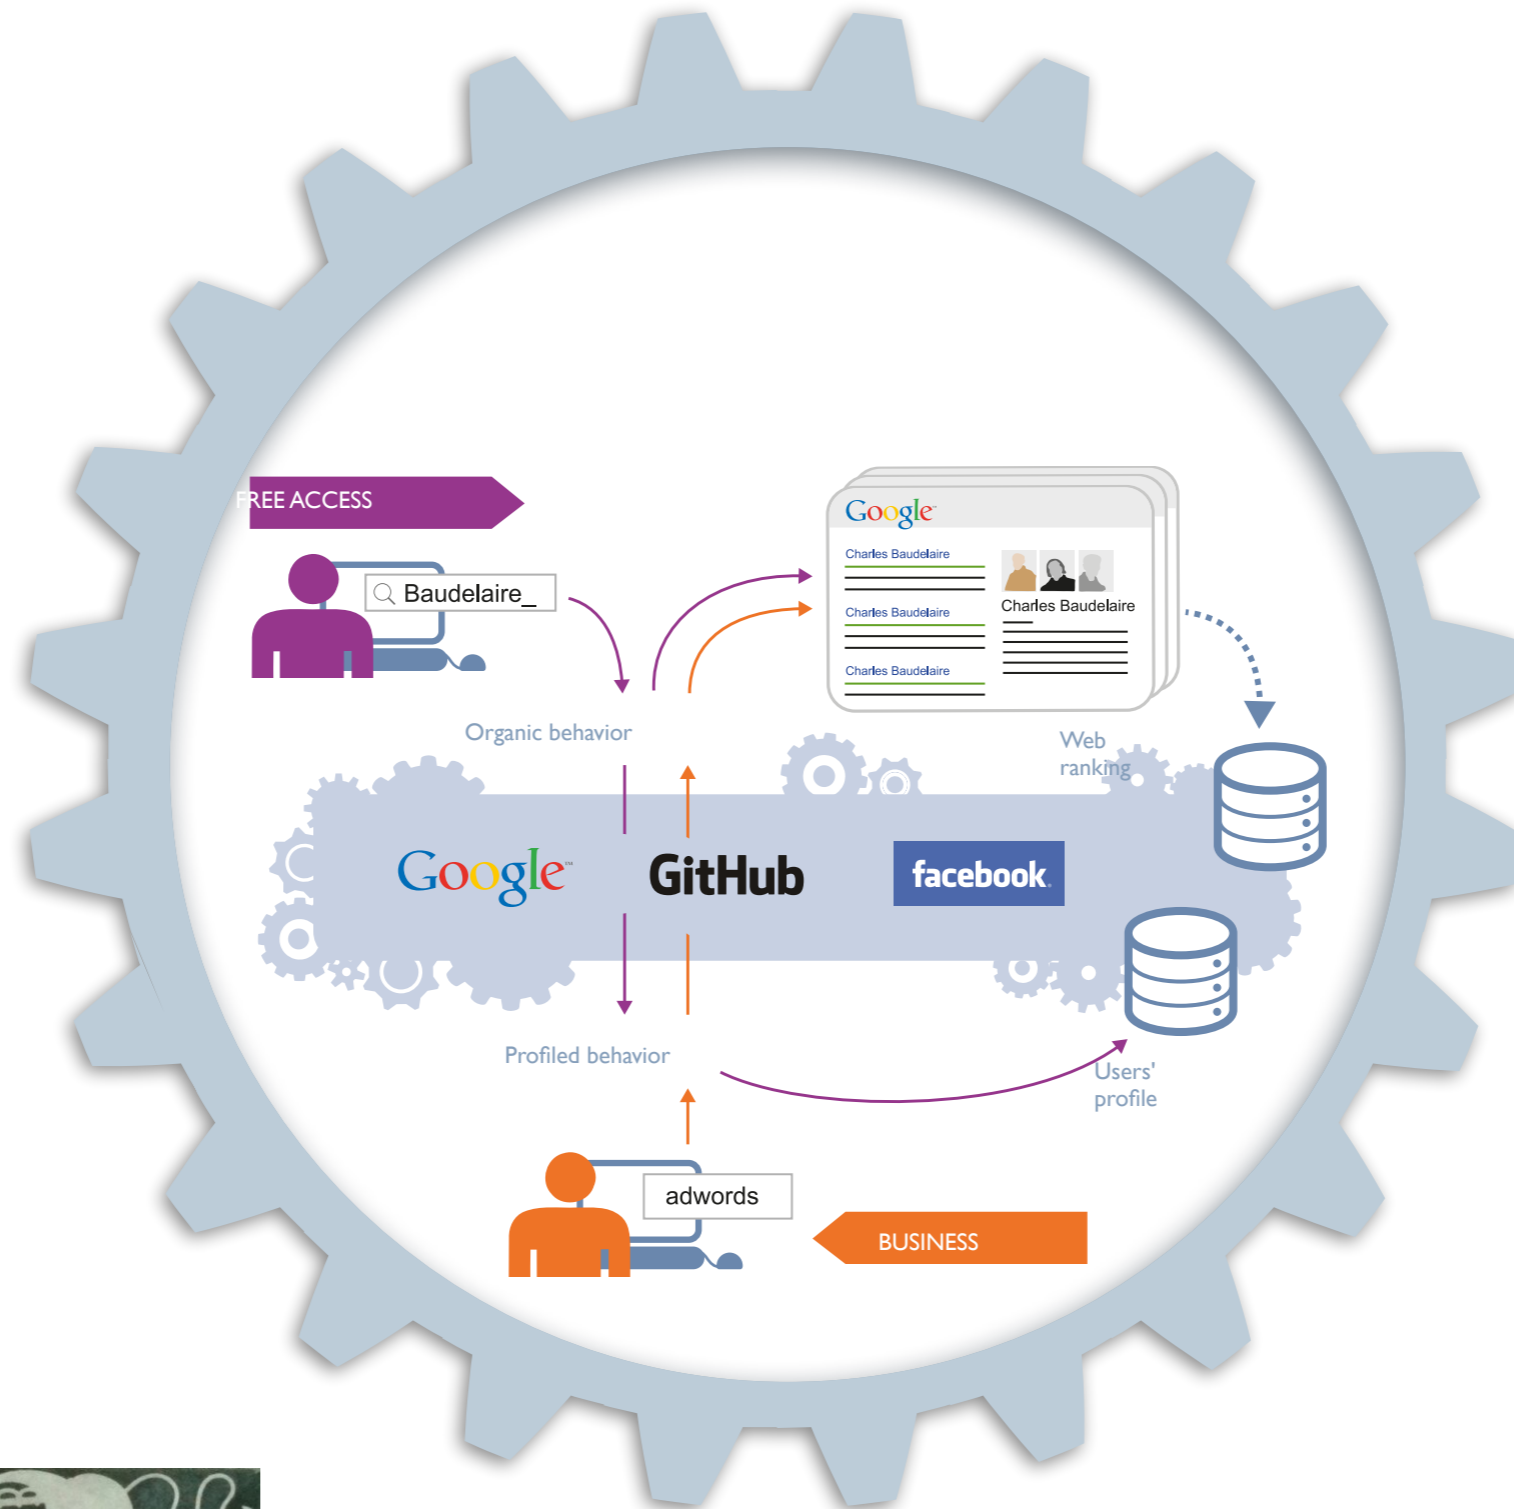 FREE ACCESS
Baudelaire_
Google
Charles Baudelaire
Charles Baudelaire
Charles Baudelaire
Charles Baudelaire
Organic behavior
Web
ranking
Google™
GitHub
facebook
Profiled behavior
Users'
profile
adwords
BUSINESS